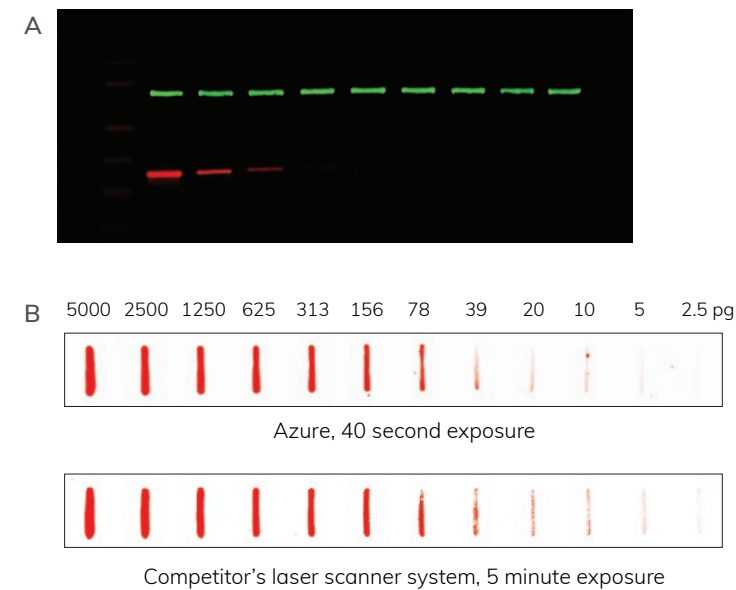 A
B
5000 2500 1250 625 313 156 78 39 20 10 5 2.5 pg
Azure, 40 second exposure
Competitor’s laser scanner system, 5 minute exposure